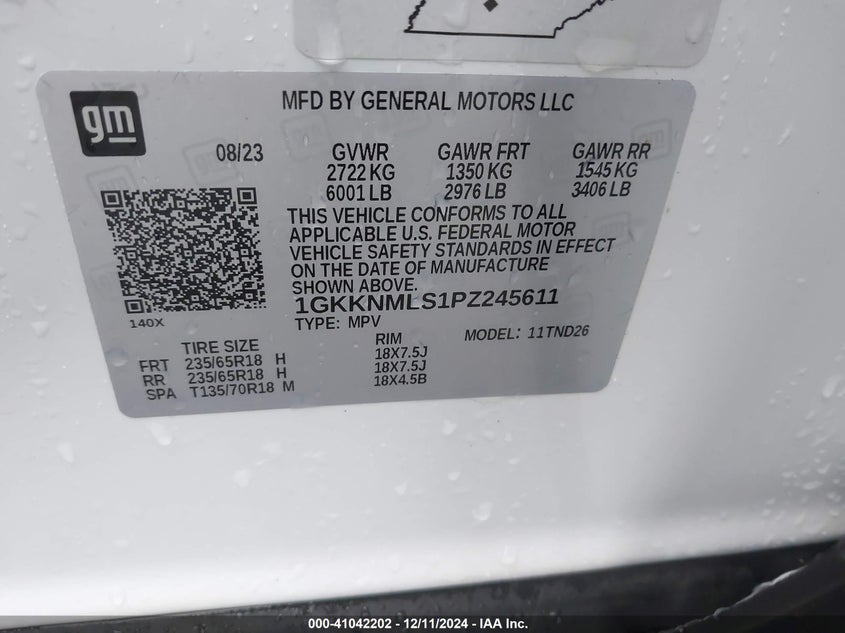 gm
MFD BY GENERAL MOTORS LLC
08/23 GVWR GAWR FRT GAWR RR
2722 KG 1350 KG 1545 KG
6001 LB 2976 LB 3406 LB
THIS VEHICLE CONFORMS TO ALL
APPLICABLE U.S. FEDERAL MOTOR
VEHICLE SAFETY STANDARDS IN EFFECT
ON THE DATE OF MANUFACTURE
SHOWN ABOVE.
1GKKNMLS1PZ245611
140X
TYPE: MPV MODEL: 11TND26
TIRE SIZE RIM
FRT 235/65R18 H 18X7.5J
RR 235/65R18 H 18X7.5J
SPA T135/70R18 M 18X4.5B
000-41042202 - 12/11/2024 - IAA Inc.